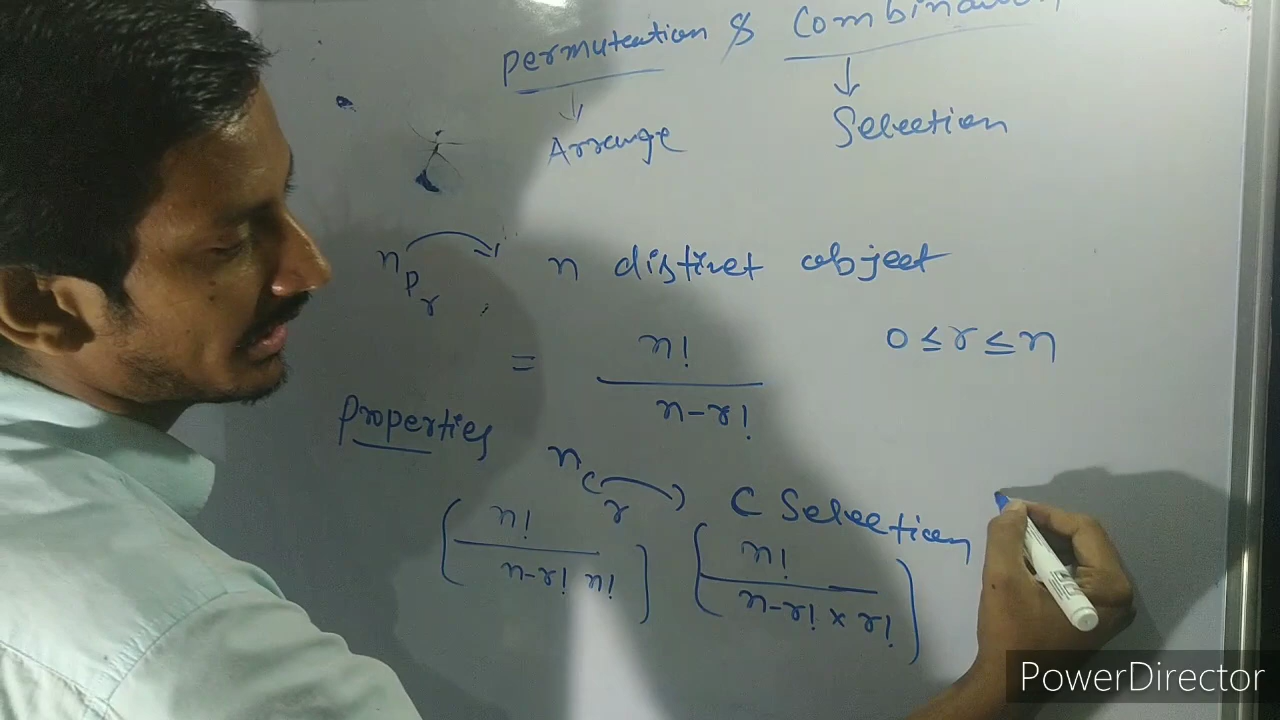 Permutation & Combination
Arrange Selection
nPr n distinct object
= n! / n-r! 0≤r≤n
Properties
nCr C Selection
(n! / n-r! n!) (n! / n-r! × r!)
PowerDirector